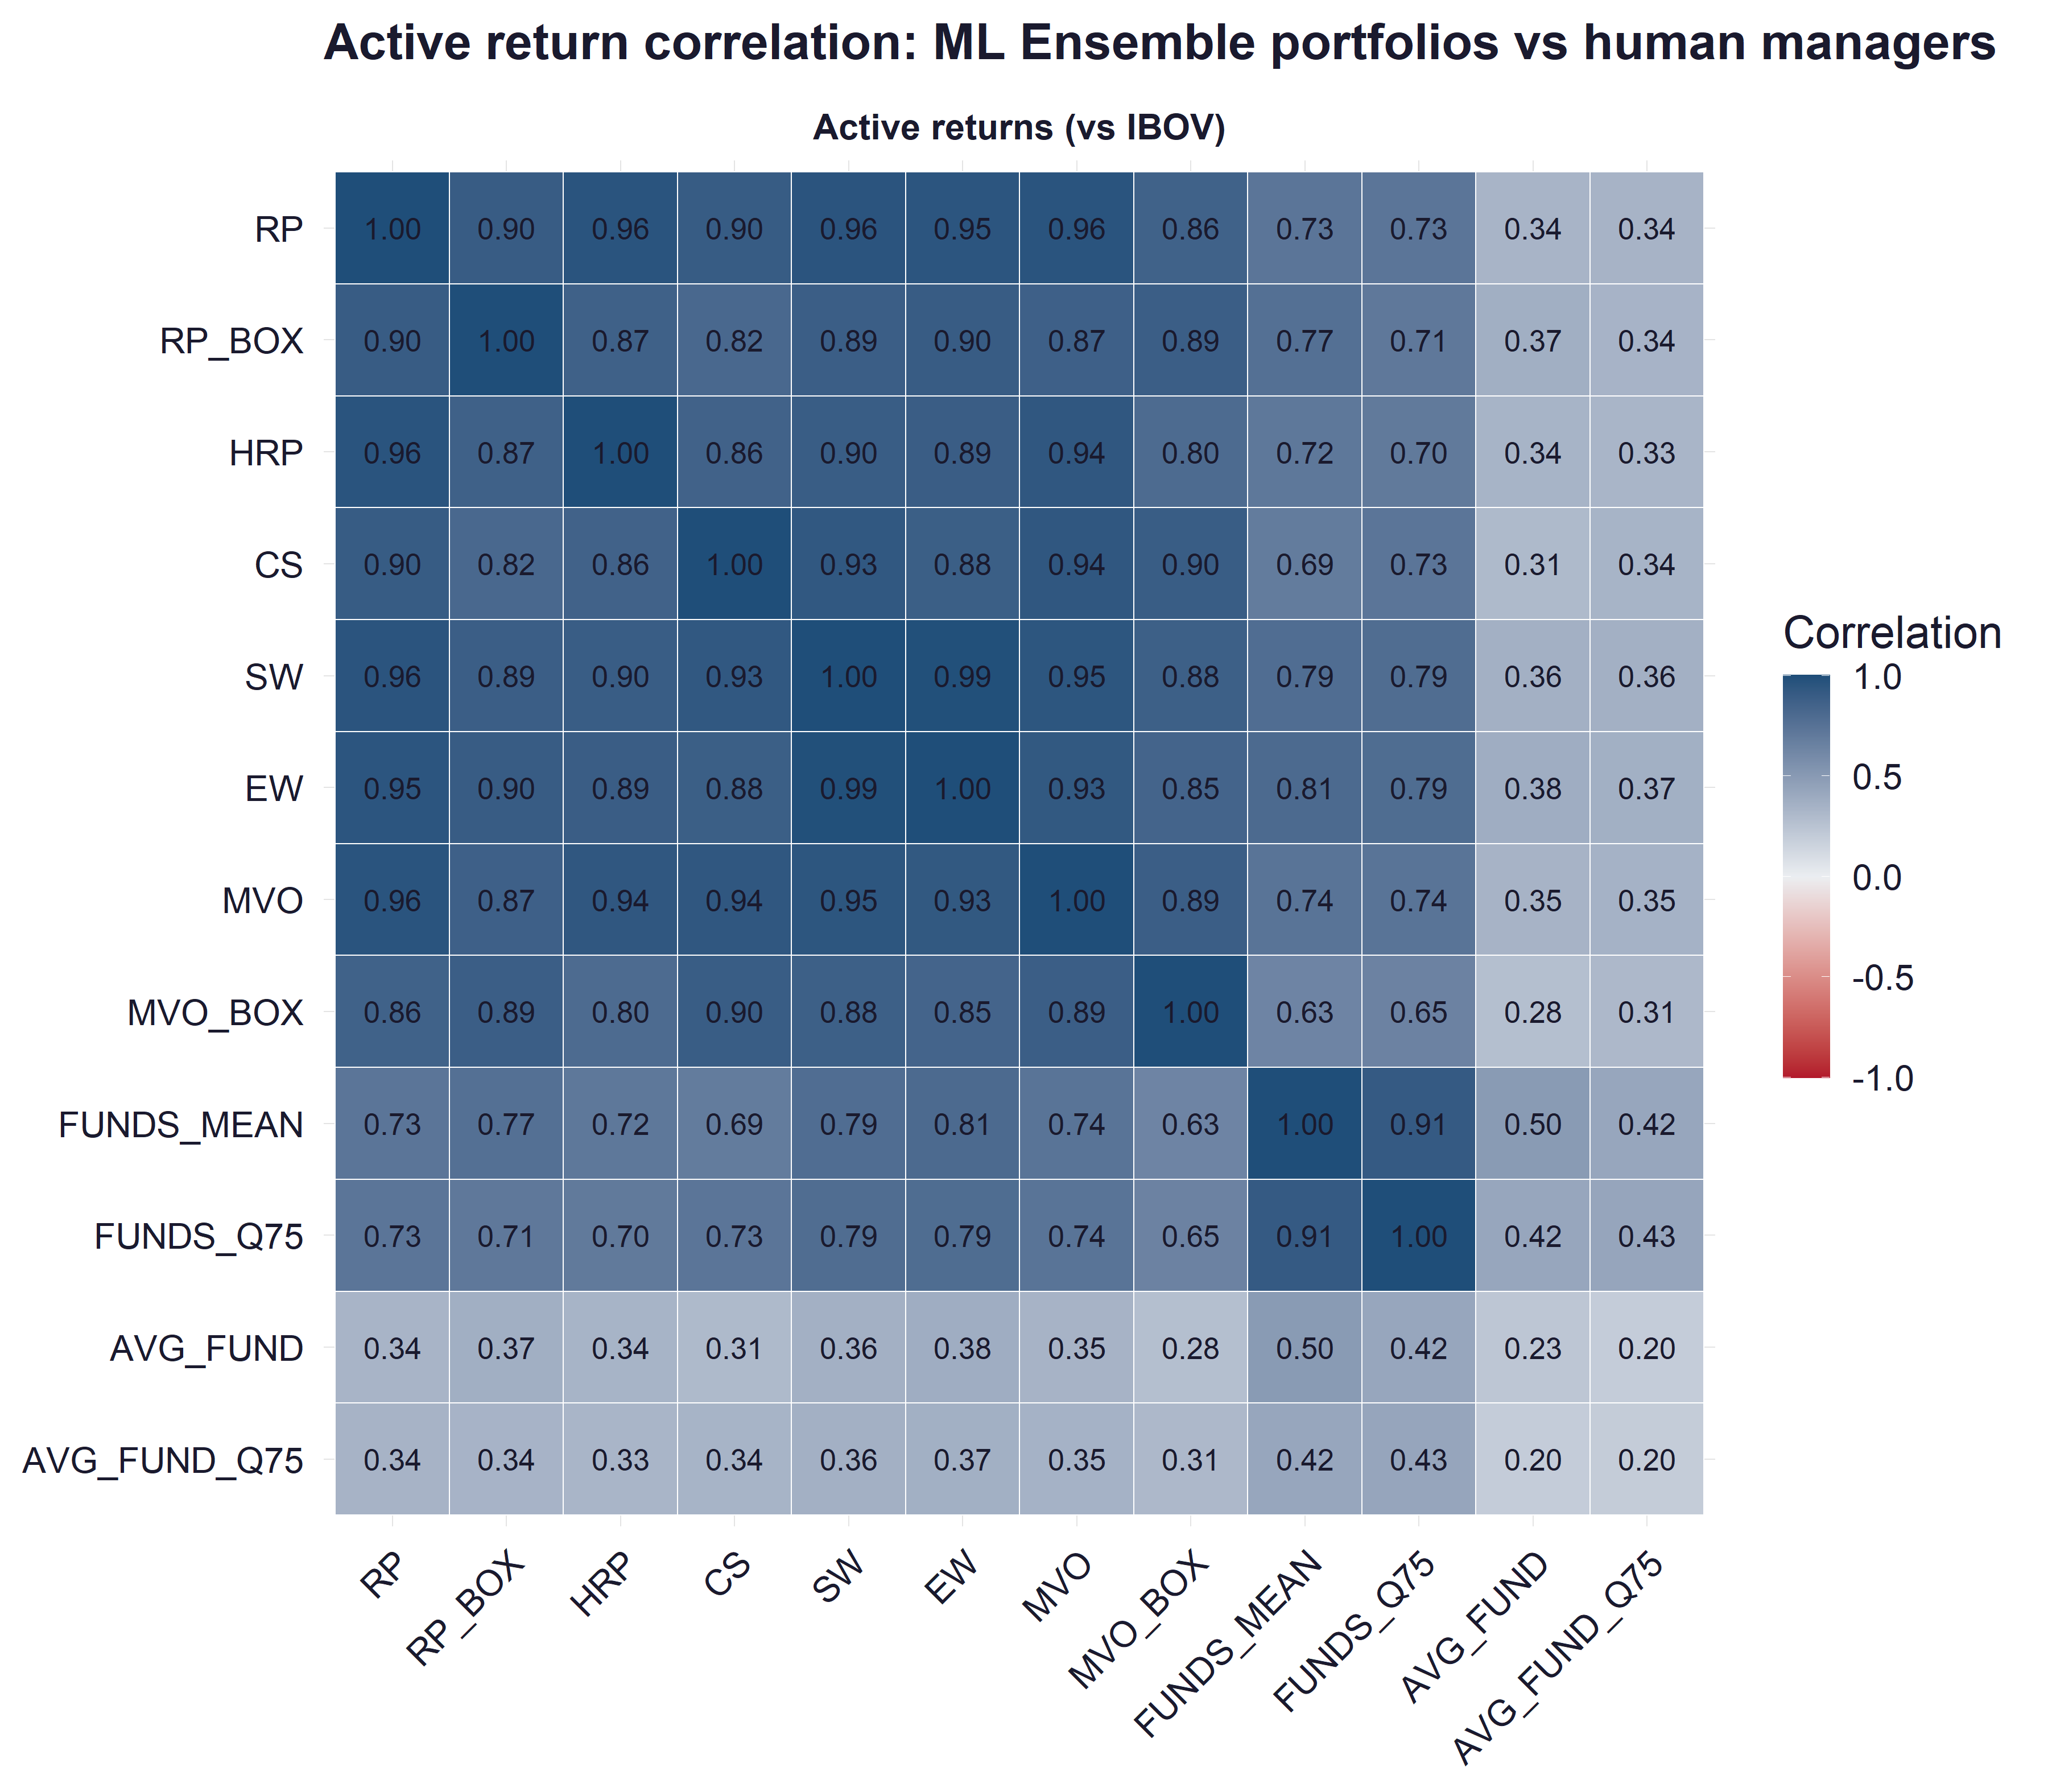 Active return correlation: ML Ensemble portfolios vs human managers
Active returns (vs IBOV)
RP 1.00 0.90 0.96 0.90 0.96 0.95 0.96 0.86 0.73 0.73 0.34 0.34
RP_BOX 0.90 1.00 0.87 0.82 0.89 0.90 0.87 0.89 0.77 0.71 0.37 0.34
HRP 0.96 0.87 1.00 0.86 0.90 0.89 0.94 0.80 0.72 0.70 0.34 0.33
CS 0.90 0.82 0.86 1.00 0.93 0.88 0.94 0.90 0.69 0.73 0.31 0.34
SW 0.96 0.89 0.90 0.93 1.00 0.99 0.95 0.88 0.79 0.79 0.36 0.36
EW 0.95 0.90 0.89 0.88 0.99 1.00 0.93 0.85 0.81 0.79 0.38 0.37
MVO 0.96 0.87 0.94 0.94 0.95 0.93 1.00 0.89 0.74 0.74 0.35 0.35
MVO_BOX 0.86 0.89 0.80 0.90 0.88 0.85 0.89 1.00 0.63 0.65 0.28 0.31
FUNDS_MEAN 0.73 0.77 0.72 0.69 0.79 0.81 0.74 0.63 1.00 0.91 0.50 0.42
FUNDS_Q75 0.73 0.71 0.70 0.73 0.79 0.79 0.74 0.65 0.91 1.00 0.42 0.43
AVG_FUND 0.34 0.37 0.34 0.31 0.36 0.38 0.35 0.28 0.50 0.42 0.23 0.20
AVG_FUND_Q75 0.34 0.34 0.33 0.34 0.36 0.37 0.35 0.31 0.42 0.43 0.20 0.20
RP RP_BOX HRP CS SW EW MVO MVO_BOX FUNDS_MEAN FUNDS_Q75 AVG_FUND AVG_FUND_Q75
Correlation
1.0
0.5
0.0
-0.5
-1.0